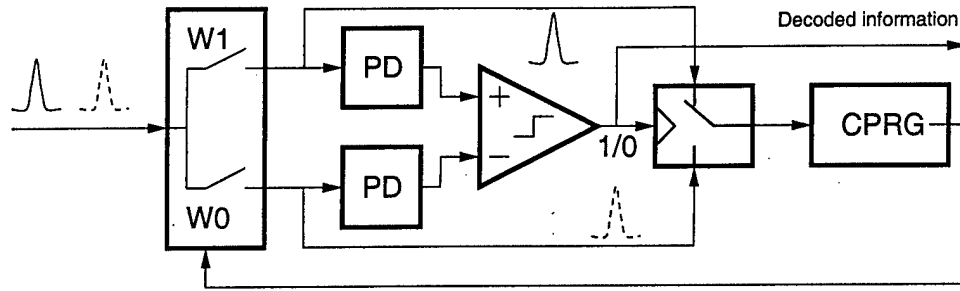 Decoded information
W1
PD
+
CPRG
1/0
−
PD
W0